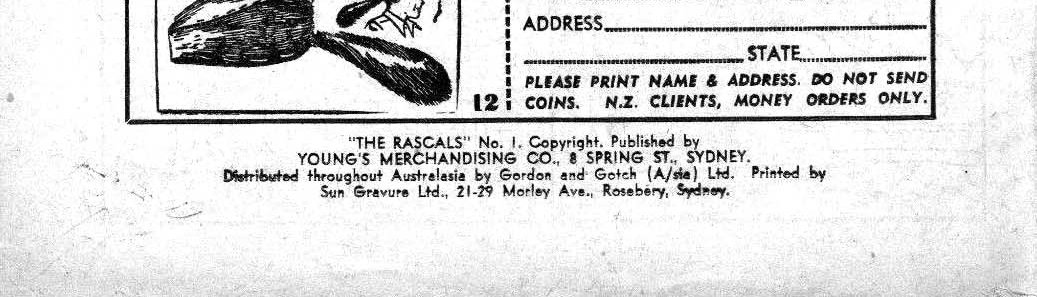 ADDRESS
STATE
PLEASE PRINT NAME & ADDRESS. DO NOT SEND
12 COINS. N.Z. CLIENTS, MONEY ORDERS ONLY.
"THE RASCALS" No. 1. Copyright. Published by
YOUNG'S MERCHANDISING CO., 8 SPRING ST., SYDNEY.
Distributed throughout Australasia by Gordon and Gotch (A/sia) Ltd. Printed by
Sun Gravure Ltd., 21-29 Morley Ave., Rosebery, Sydney.